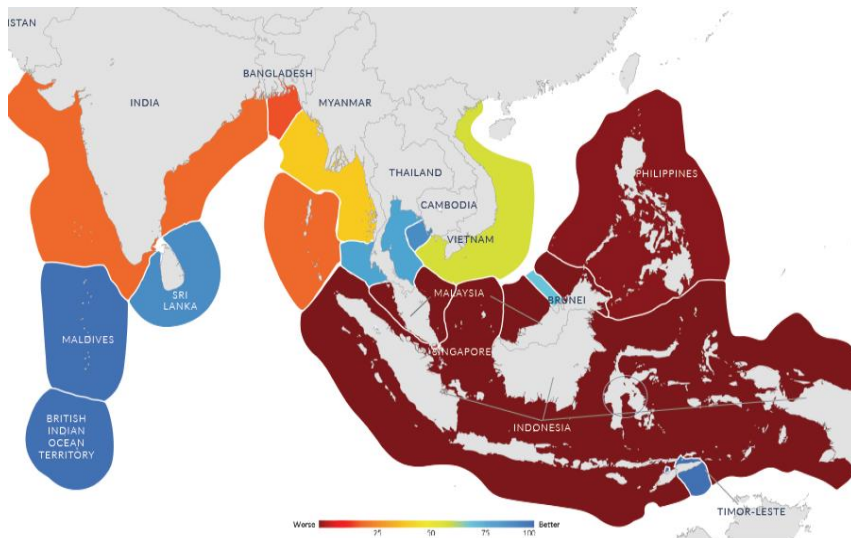 ISTAN
BANGLADESH
INDIA
MYANMAR
THAILAND
PHILIPPINES
CAMBODIA
VIETNAM
SRI
LANKA
MALAYSIA
BRUNEI
MALDIVES
SINGAPORE
BRITISH
INDIAN
OCEAN
TERRITORY
INDONESIA
TIMOR-LESTE
Worse
Better
25
50
75
100